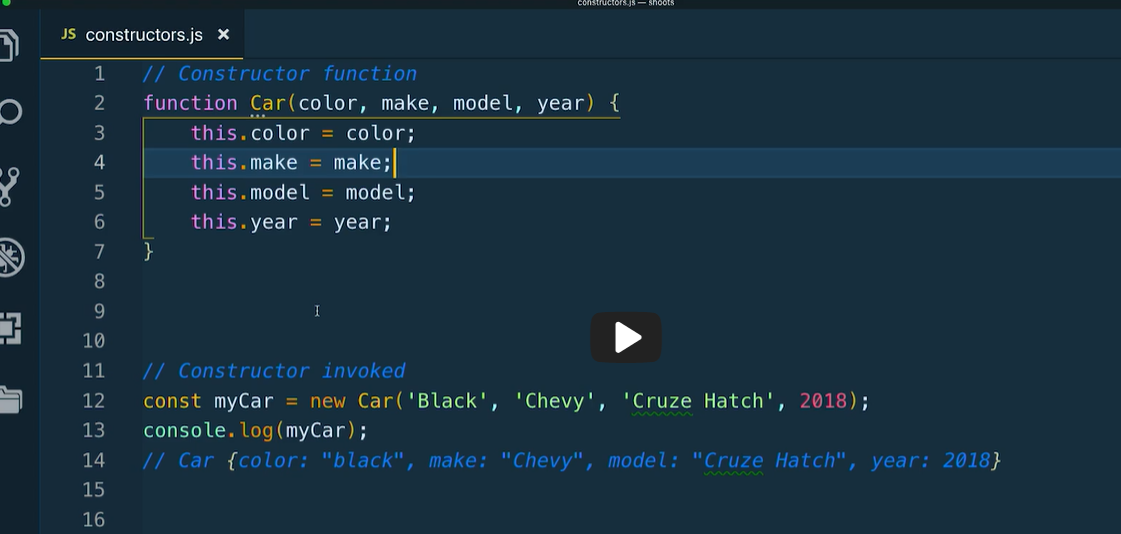 constructors.js — shoots
JS constructors.js ×
1 // Constructor function
2 function Car(color, make, model, year) {
3 this.color = color;
4 this.make = make;
5 this.model = model;
6 this.year = year;
7 }
8
9
10
11 // Constructor invoked
12 const myCar = new Car('Black', 'Chevy', 'Cruze Hatch', 2018);
13 console.log(myCar);
14 // Car {color: "black", make: "Chevy", model: "Cruze Hatch", year: 2018}
15
16